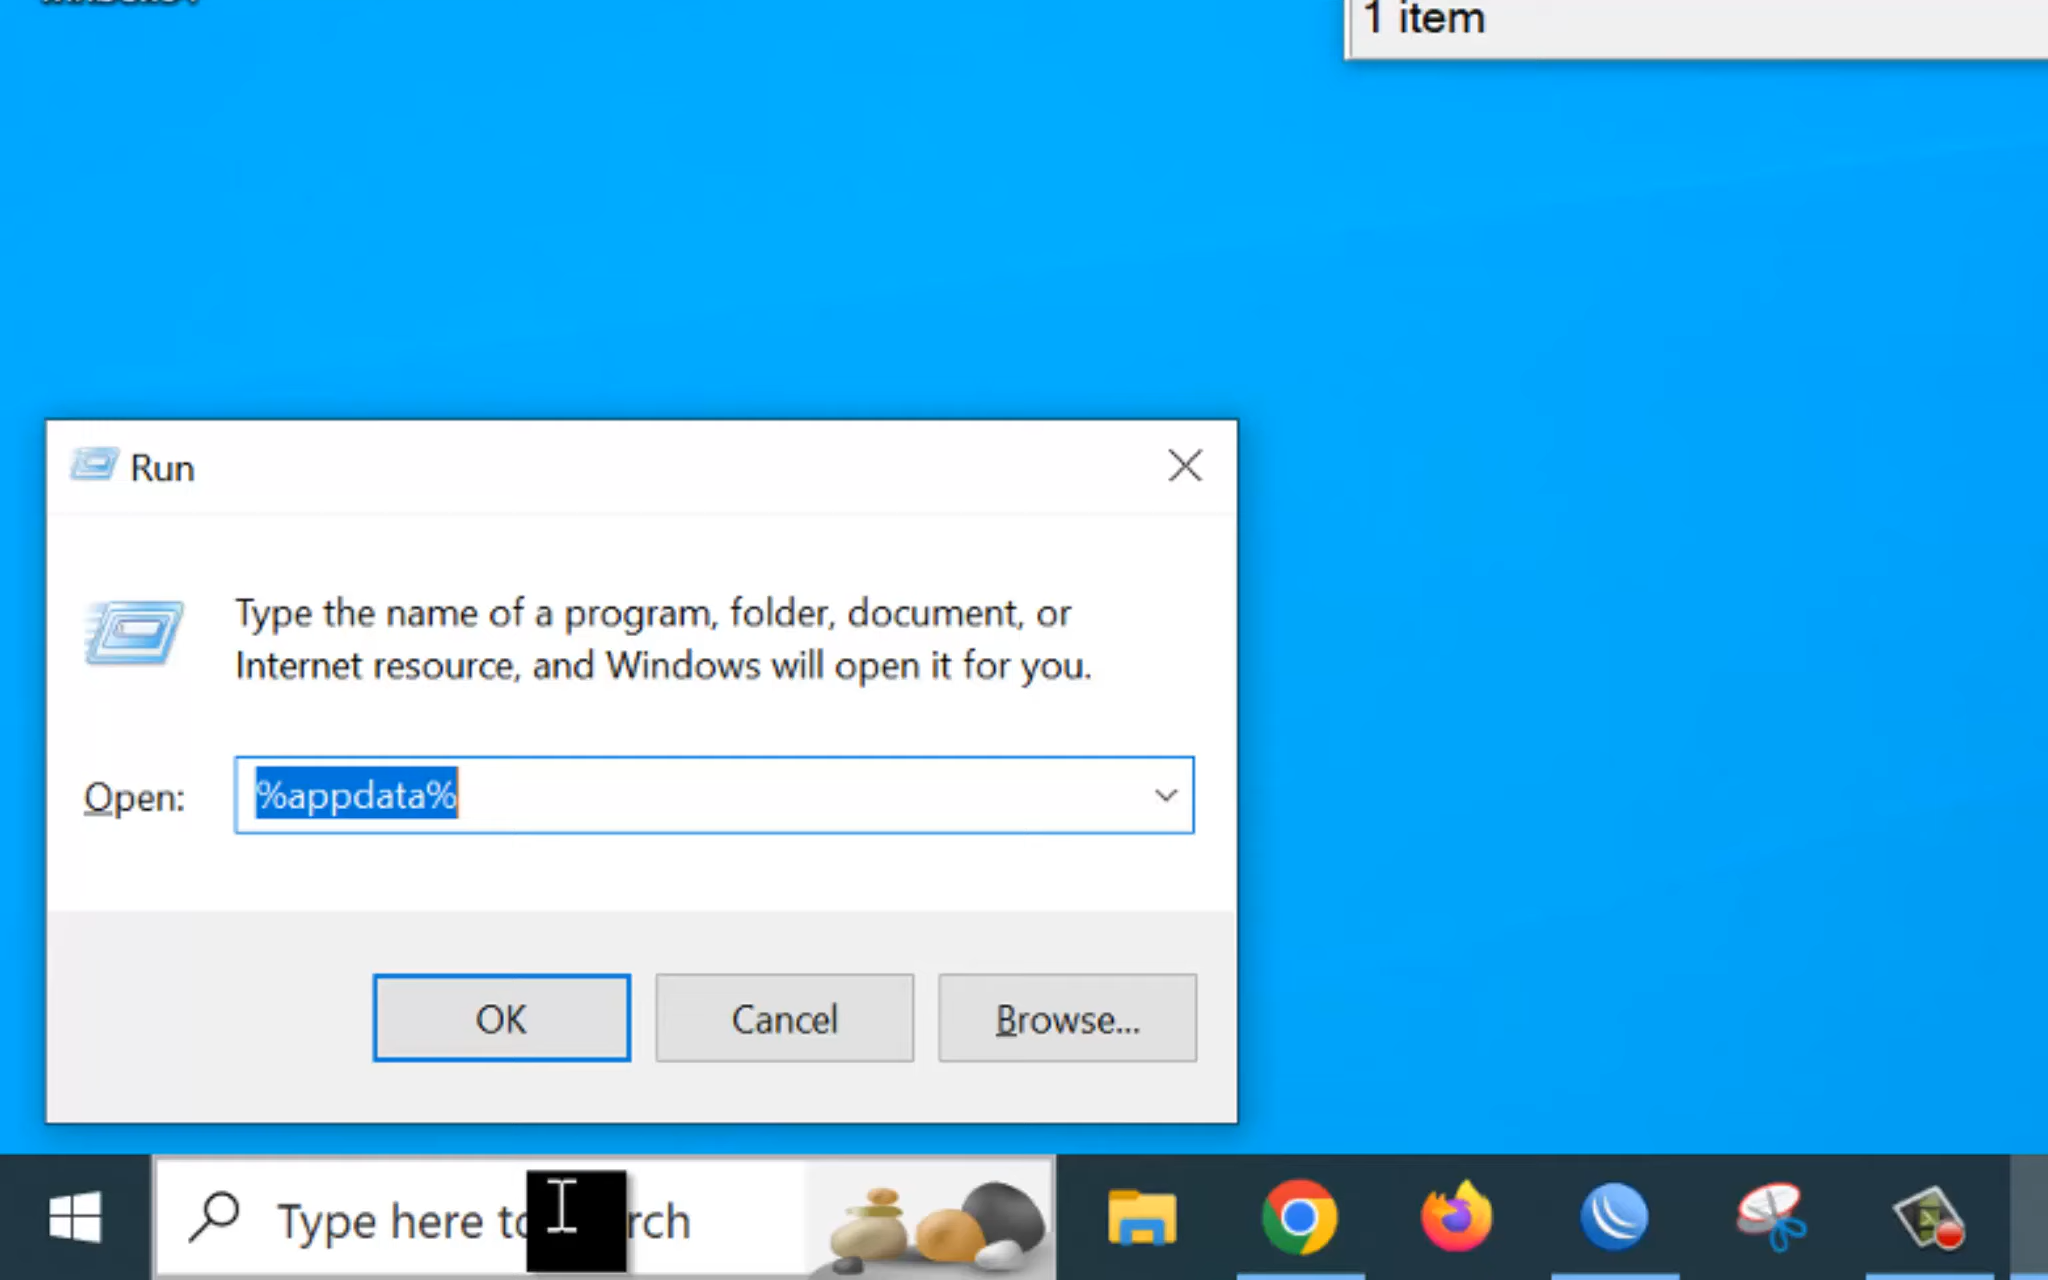 1 item
Run
Type the name of a program, folder, document, or
Internet resource, and Windows will open it for you.
Open:
%appdata%
OK
Cancel
Browse...
Type here to rch